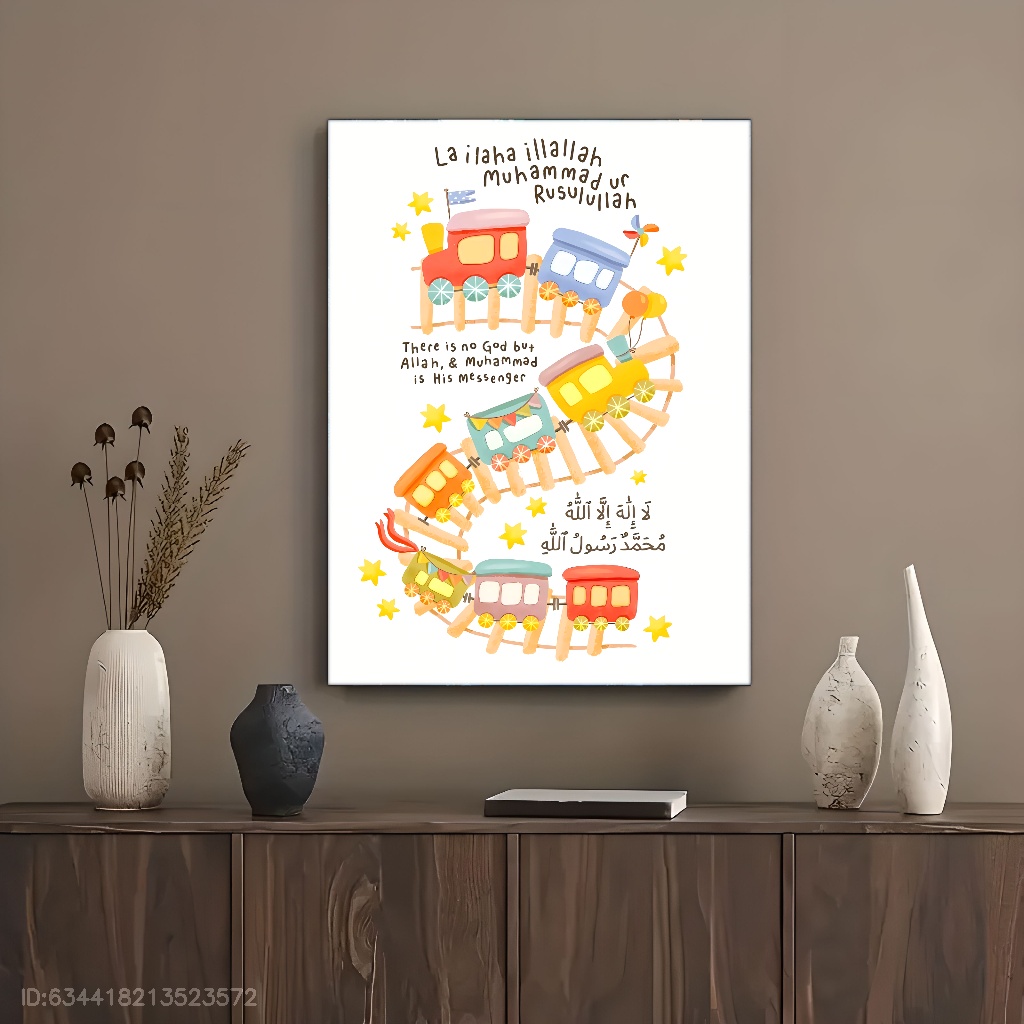 La ilaha illallah
Muhammad ur
Rusulullah
There is no God but
Allah, & Muhammad
is His Messenger
لَا إِلَٰهَ إِلَّا ٱللَّٰهُ
مُحَمَّدٌ رَسُولُ ٱللَّٰهِ
ID:634418213523572